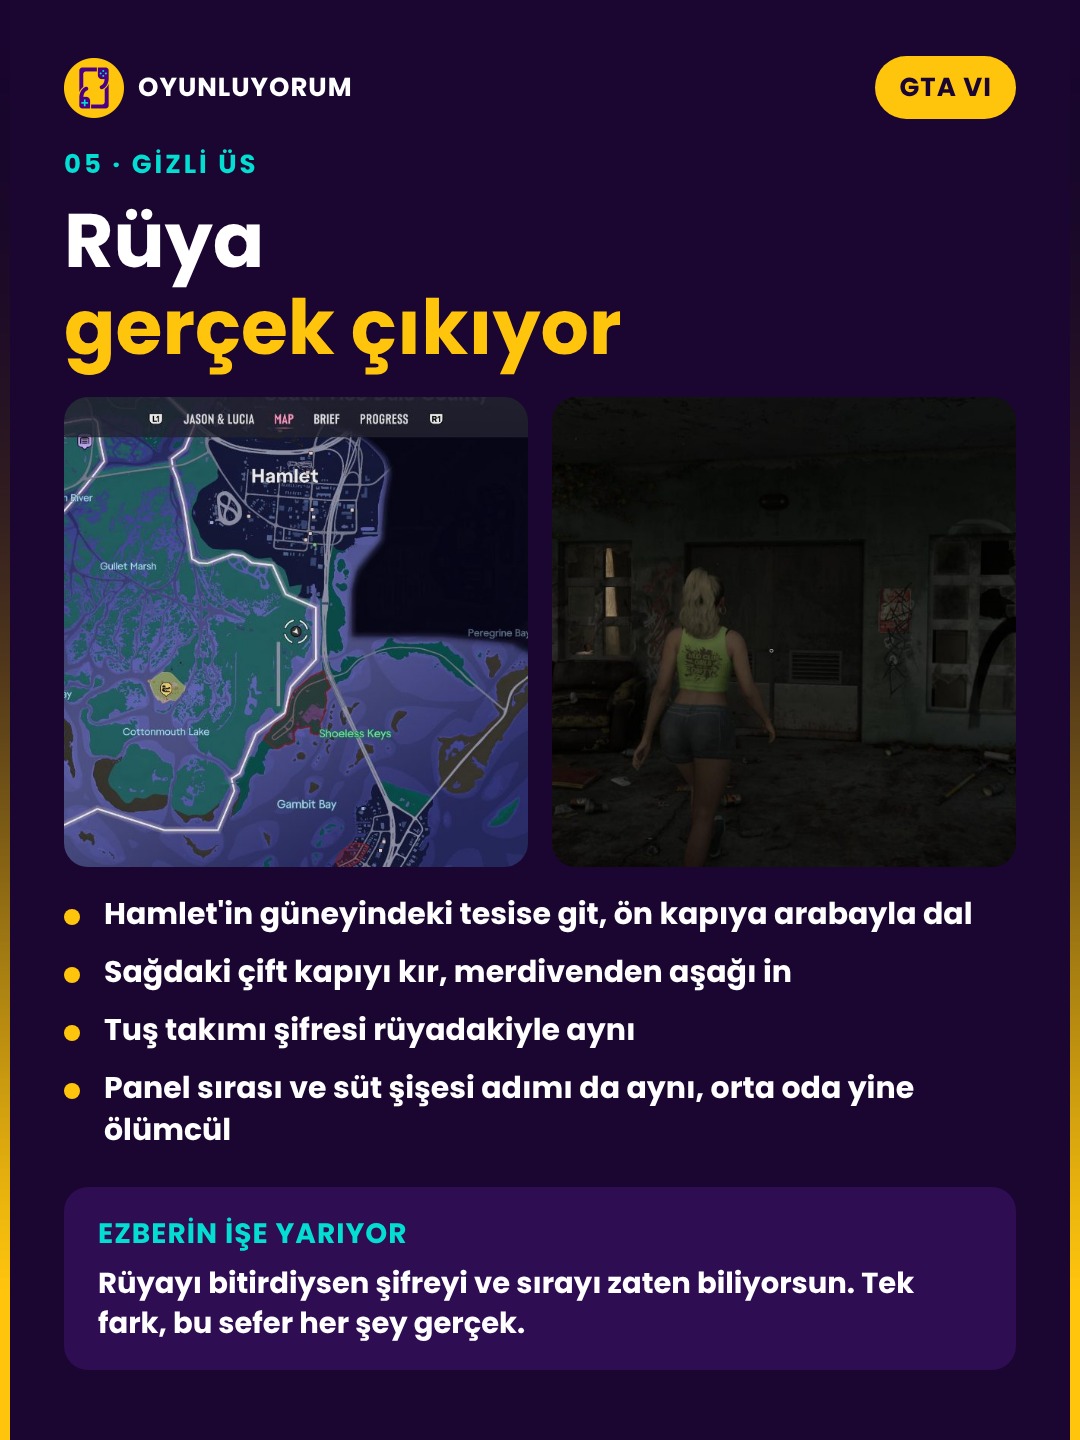 OYUNLUYORUM
GTA VI
05 · GİZLİ ÜS
Rüya
gerçek çıkıyor
L1 JASON & LUCIA MAP BRIEF PROGRESS R1
Hamlet
River
Gullet Marsh
Peregrine Bay
Cottonmouth Lake
Shoeless Keys
Gambit Bay
Hamlet'in güneyindeki tesise git, ön kapıya arabayla dal
Sağdaki çift kapıyı kır, merdivenden aşağı in
Tuş takımı şifresi rüyadakiyle aynı
Panel sırası ve süt şişesi adımı da aynı, orta oda yine
ölümcül
EZBERİN İŞE YARIYOR
Rüyayı bitirdiysen şifreyi ve sırayı zaten biliyorsun. Tek
fark, bu sefer her şey gerçek.